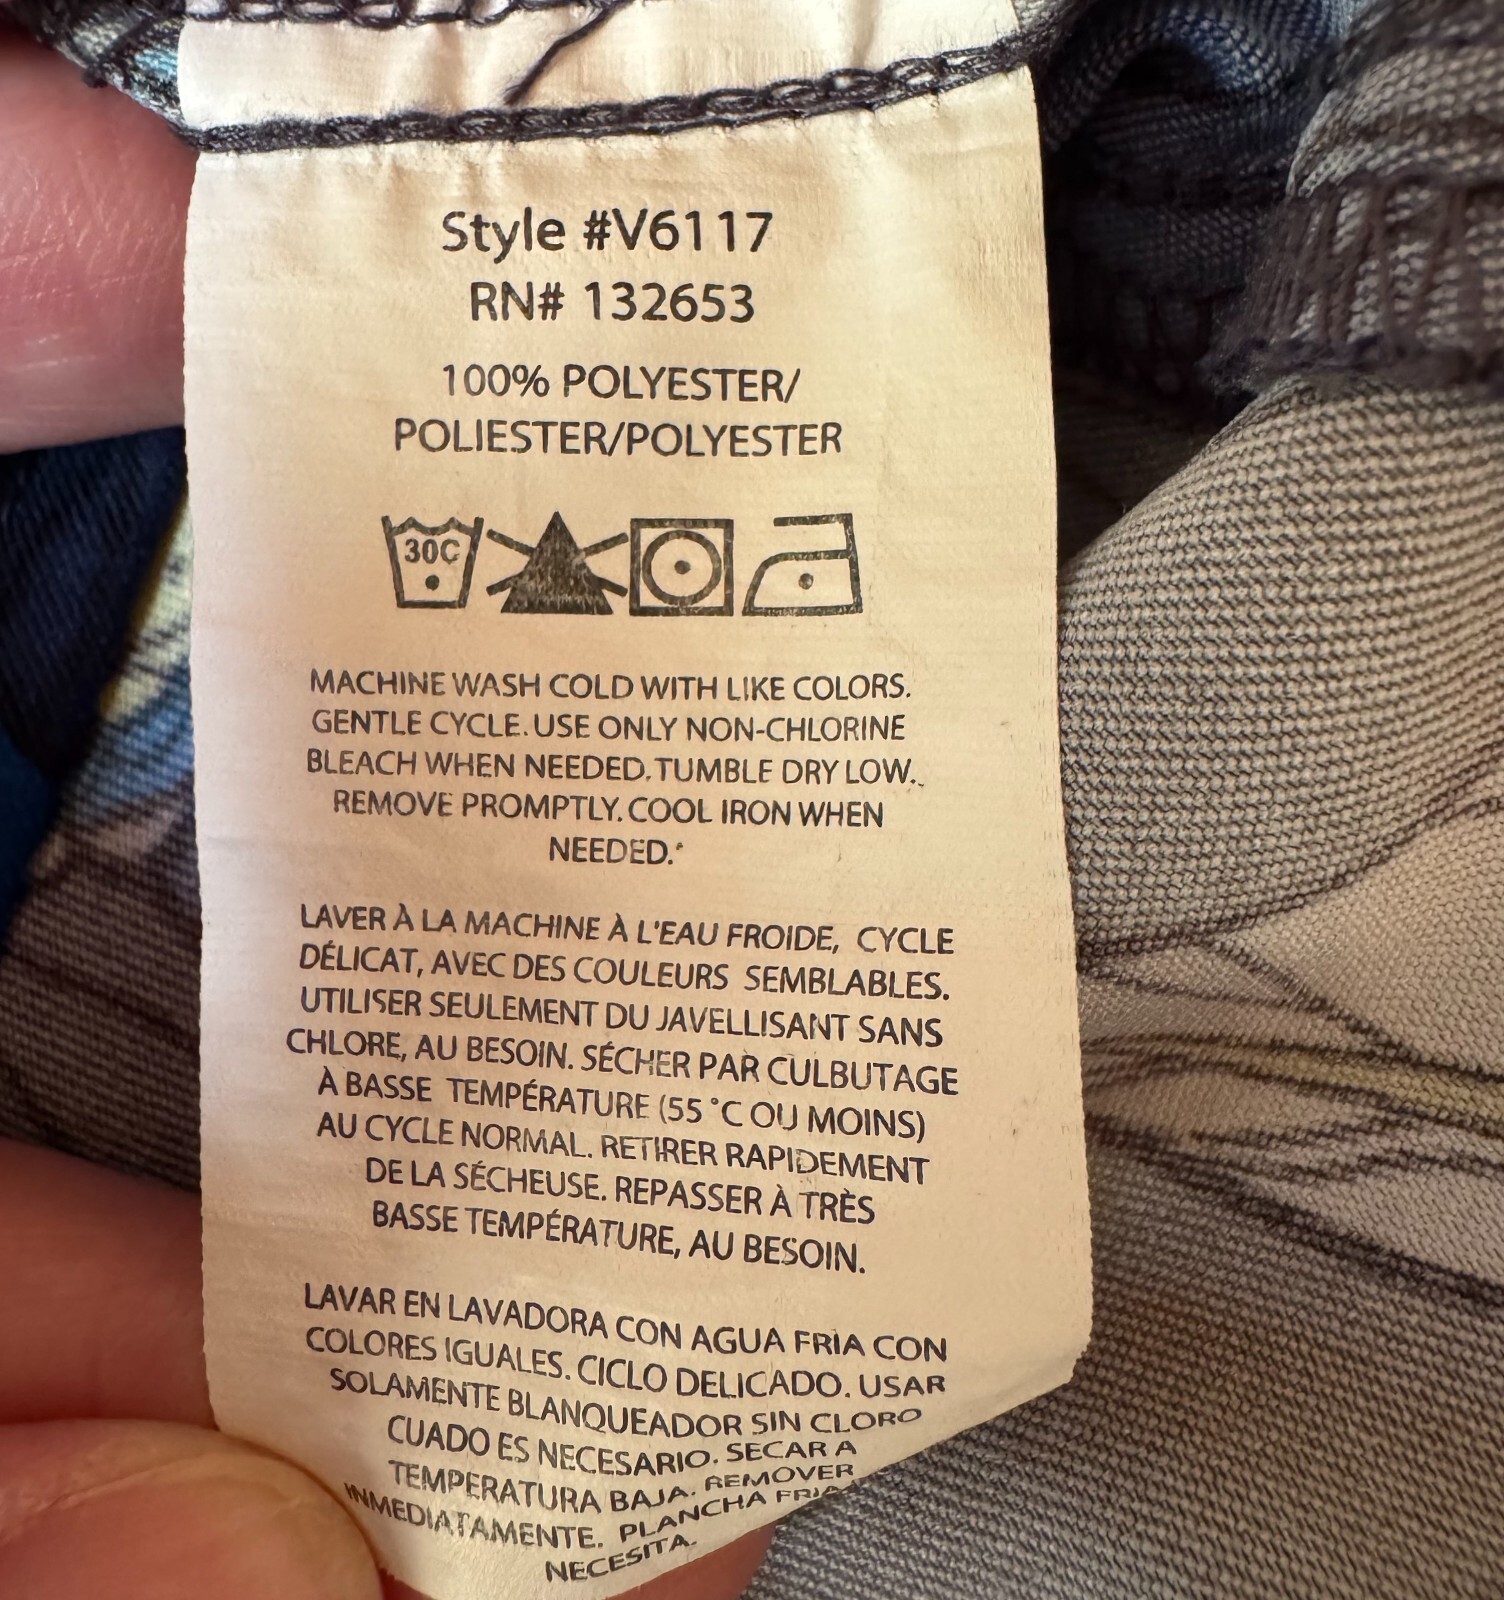 Style #V6117
RN# 132653
100% POLYESTER/
POLIESTER/POLYESTER
30C
MACHINE WASH COLD WITH LIKE COLORS.
GENTLE CYCLE. USE ONLY NON-CHLORINE
BLEACH WHEN NEEDED. TUMBLE DRY LOW.
REMOVE PROMPTLY. COOL IRON WHEN
NEEDED.
LAVER À LA MACHINE À L'EAU FROIDE, CYCLE
DÉLICAT, AVEC DES COULEURS SEMBLABLES.
UTILISER SEULEMENT DU JAVELLISANT SANS
CHLORE, AU BESOIN. SÉCHER PAR CULBUTAGE
À BASSE TEMPÉRATURE (55 °C OU MOINS)
AU CYCLE NORMAL. RETIRER RAPIDEMENT
DE LA SÉCHEUSE. REPASSER À TRÈS
BASSE TEMPÉRATURE, AU BESOIN.
LAVAR EN LAVADORA CON AGUA FRIA CON
COLORES IGUALES. CICLO DELICADO. USAR
SOLAMENTE BLANQUEADOR SIN CLORO
CUADO ES NECESARIO. SECAR A
TEMPERATURA BAJA. REMOVER
INMEDIATAMENTE. PLANCHA FRIA
NECESITA.